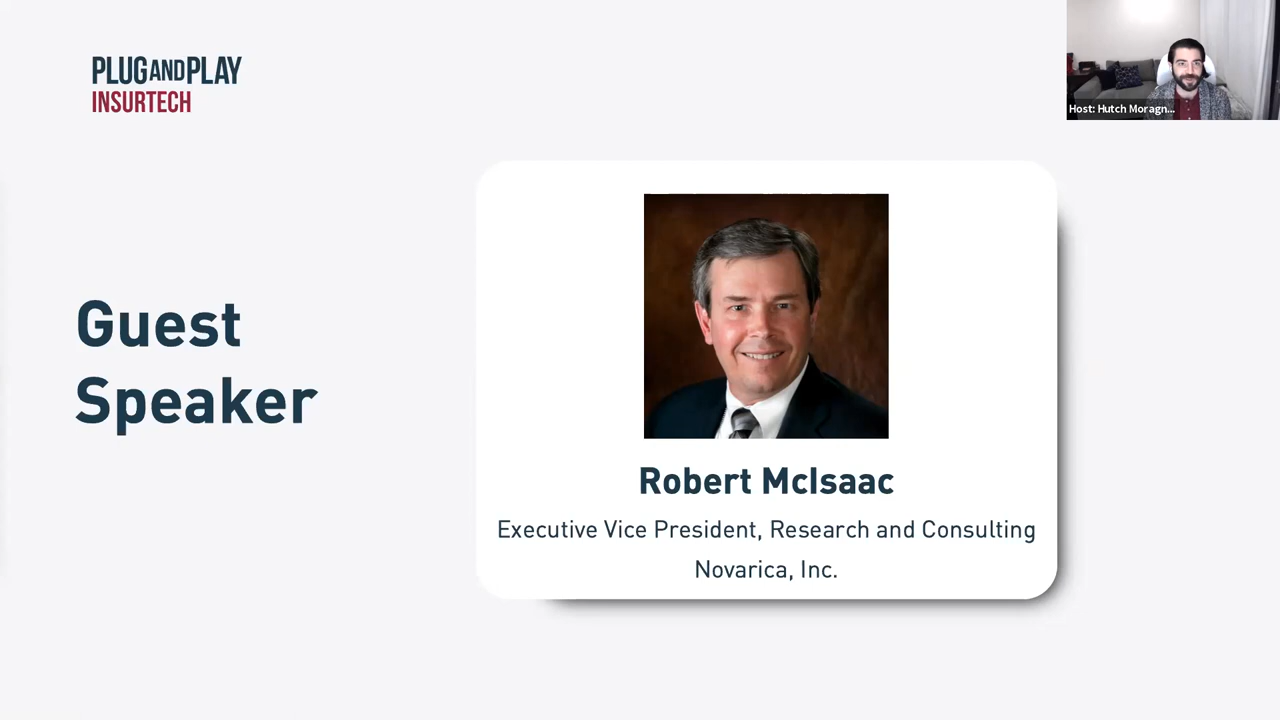 PLUGANDPLAY
INSURTECH
Host: Hutch Moragn...
Guest
Speaker
Robert McIsaac
Executive Vice President, Research and Consulting
Novarica, Inc.